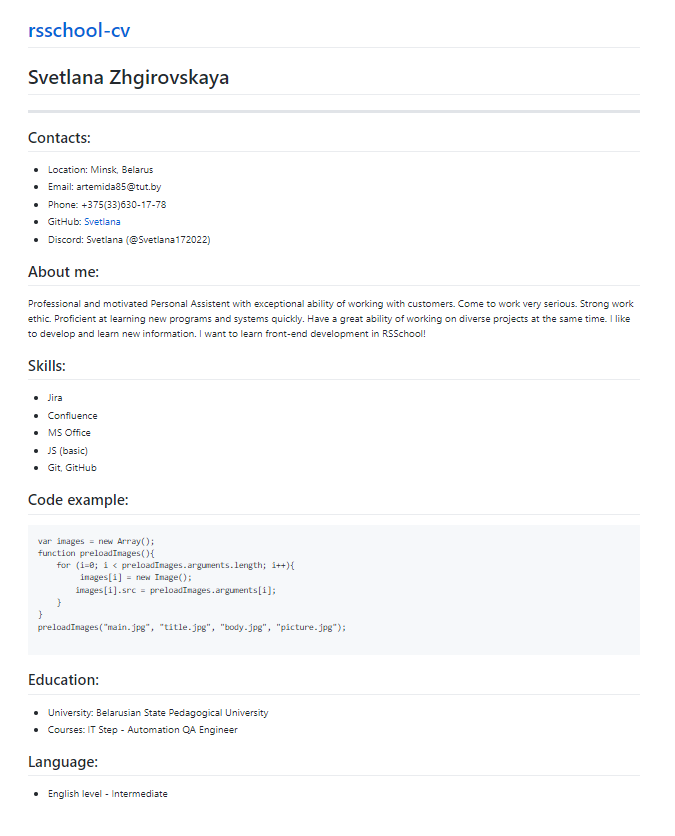 rsschool-cv
Svetlana Zhgirovskaya
Contacts:
Location: Minsk, Belarus
Email: artemida85@tut.by
Phone: +375(33)630-17-78
GitHub: Svetlana
Discord: Svetlana (@Svetlana172022)
About me:
Professional and motivated Personal Assistent with exceptional ability of working with customers. Come to work very serious. Strong work
ethic. Proficient at learning new programs and systems quickly. Have a great ability of working on diverse projects at the same time. I like
to develop and learn new information. I want to learn front-end development in RSSchool!
Skills:
Jira
Confluence
MS Office
JS (basic)
Git, GitHub
Code example:
var images = new Array();
function preloadImages(){
    for (i=0; i < preloadImages.arguments.length; i++){
         images[i] = new Image();
        images[i].src = preloadImages.arguments[i];
    }
}
preloadImages("main.jpg", "title.jpg", "body.jpg", "picture.jpg");
Education:
University: Belarusian State Pedagogical University
Courses: IT Step - Automation QA Engineer
Language:
English level - Intermediate